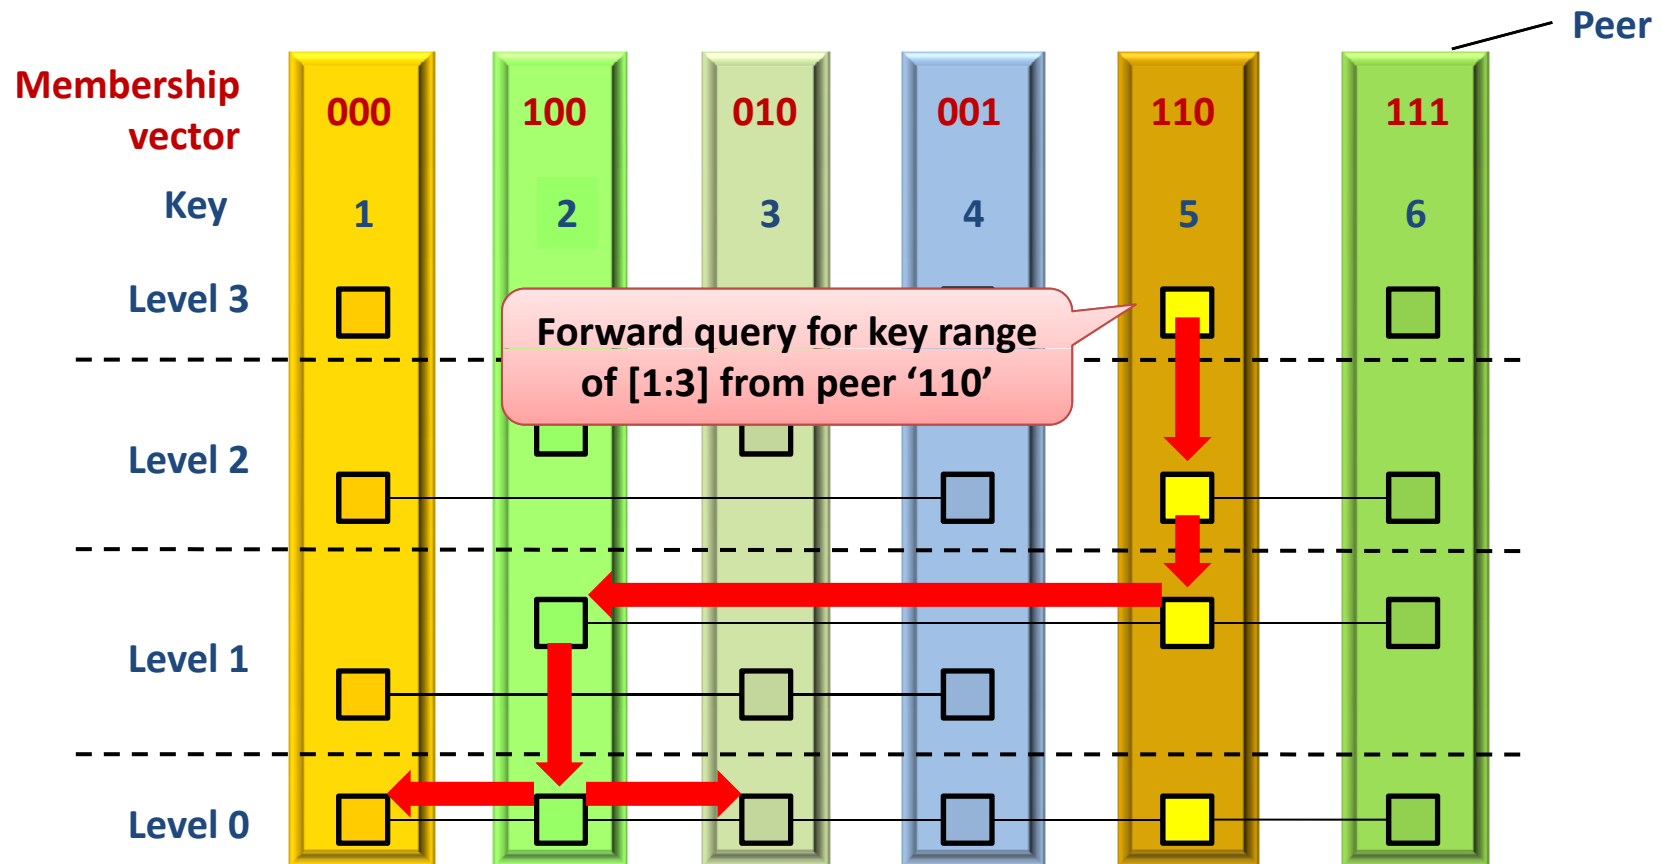 Peer
Membership
vector
000 100 010 001 110 111
Key 1 2 3 4 5 6
Level 3
Forward query for key range
of [1:3] from peer ‘110’
Level 2
Level 1
Level 0